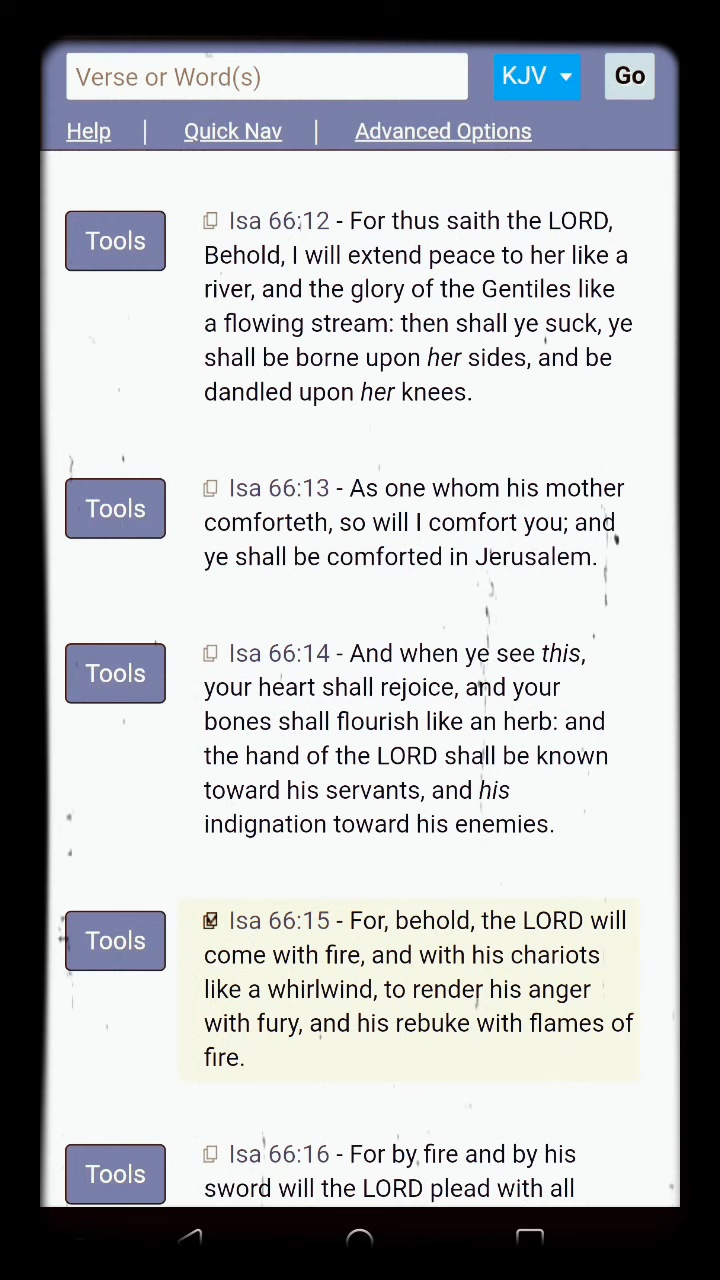 Verse or Word(s)
KJV
Go
Help | Quick Nav | Advanced Options
Tools
Isa 66:12 - For thus saith the LORD,
Behold, I will extend peace to her like a
river, and the glory of the Gentiles like
a flowing stream: then shall ye suck, ye
shall be borne upon her sides, and be
dandled upon her knees.
Tools
Isa 66:13 - As one whom his mother
comforteth, so will I comfort you; and
ye shall be comforted in Jerusalem.
Tools
Isa 66:14 - And when ye see this,
your heart shall rejoice, and your
bones shall flourish like an herb: and
the hand of the LORD shall be known
toward his servants, and his
indignation toward his enemies.
Tools
Isa 66:15 - For, behold, the LORD will
come with fire, and with his chariots
like a whirlwind, to render his anger
with fury, and his rebuke with flames of
fire.
Tools
Isa 66:16 - For by fire and by his
sword will the LORD plead with all